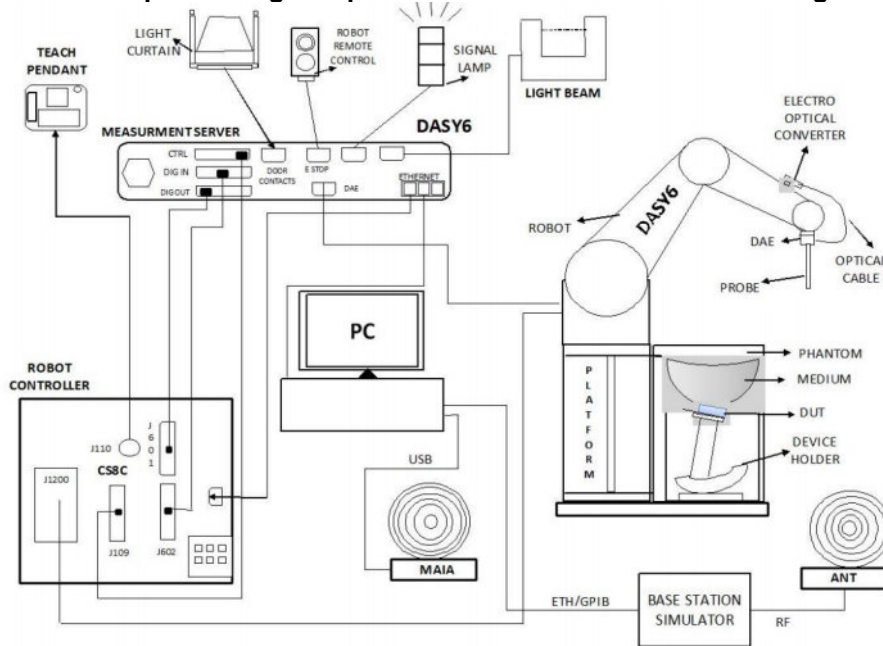 TEACH
PENDANT
LIGHT
CURTAIN
ROBOT
REMOTE
CONTROL
SIGNAL
LAMP
LIGHT BEAM
ELECTRO
OPTICAL
CONVERTER
MEASURMENT SERVER
DASY6
CTRL
DIG IN
DIG OUT
DOOR
CONTACTS
E STOP
DAE
ETHERNET
ROBOT
DASY6
DAE
OPTICAL
CABLE
PROBE
PC
PLATFORM
PHANTOM
MEDIUM
DUT
DEVICE
HOLDER
ROBOT
CONTROLLER
J110
J601
CS8C
J1200
J109
J602
USB
MAIA
ETH/GPIB
BASE STATION
SIMULATOR
RF
ANT